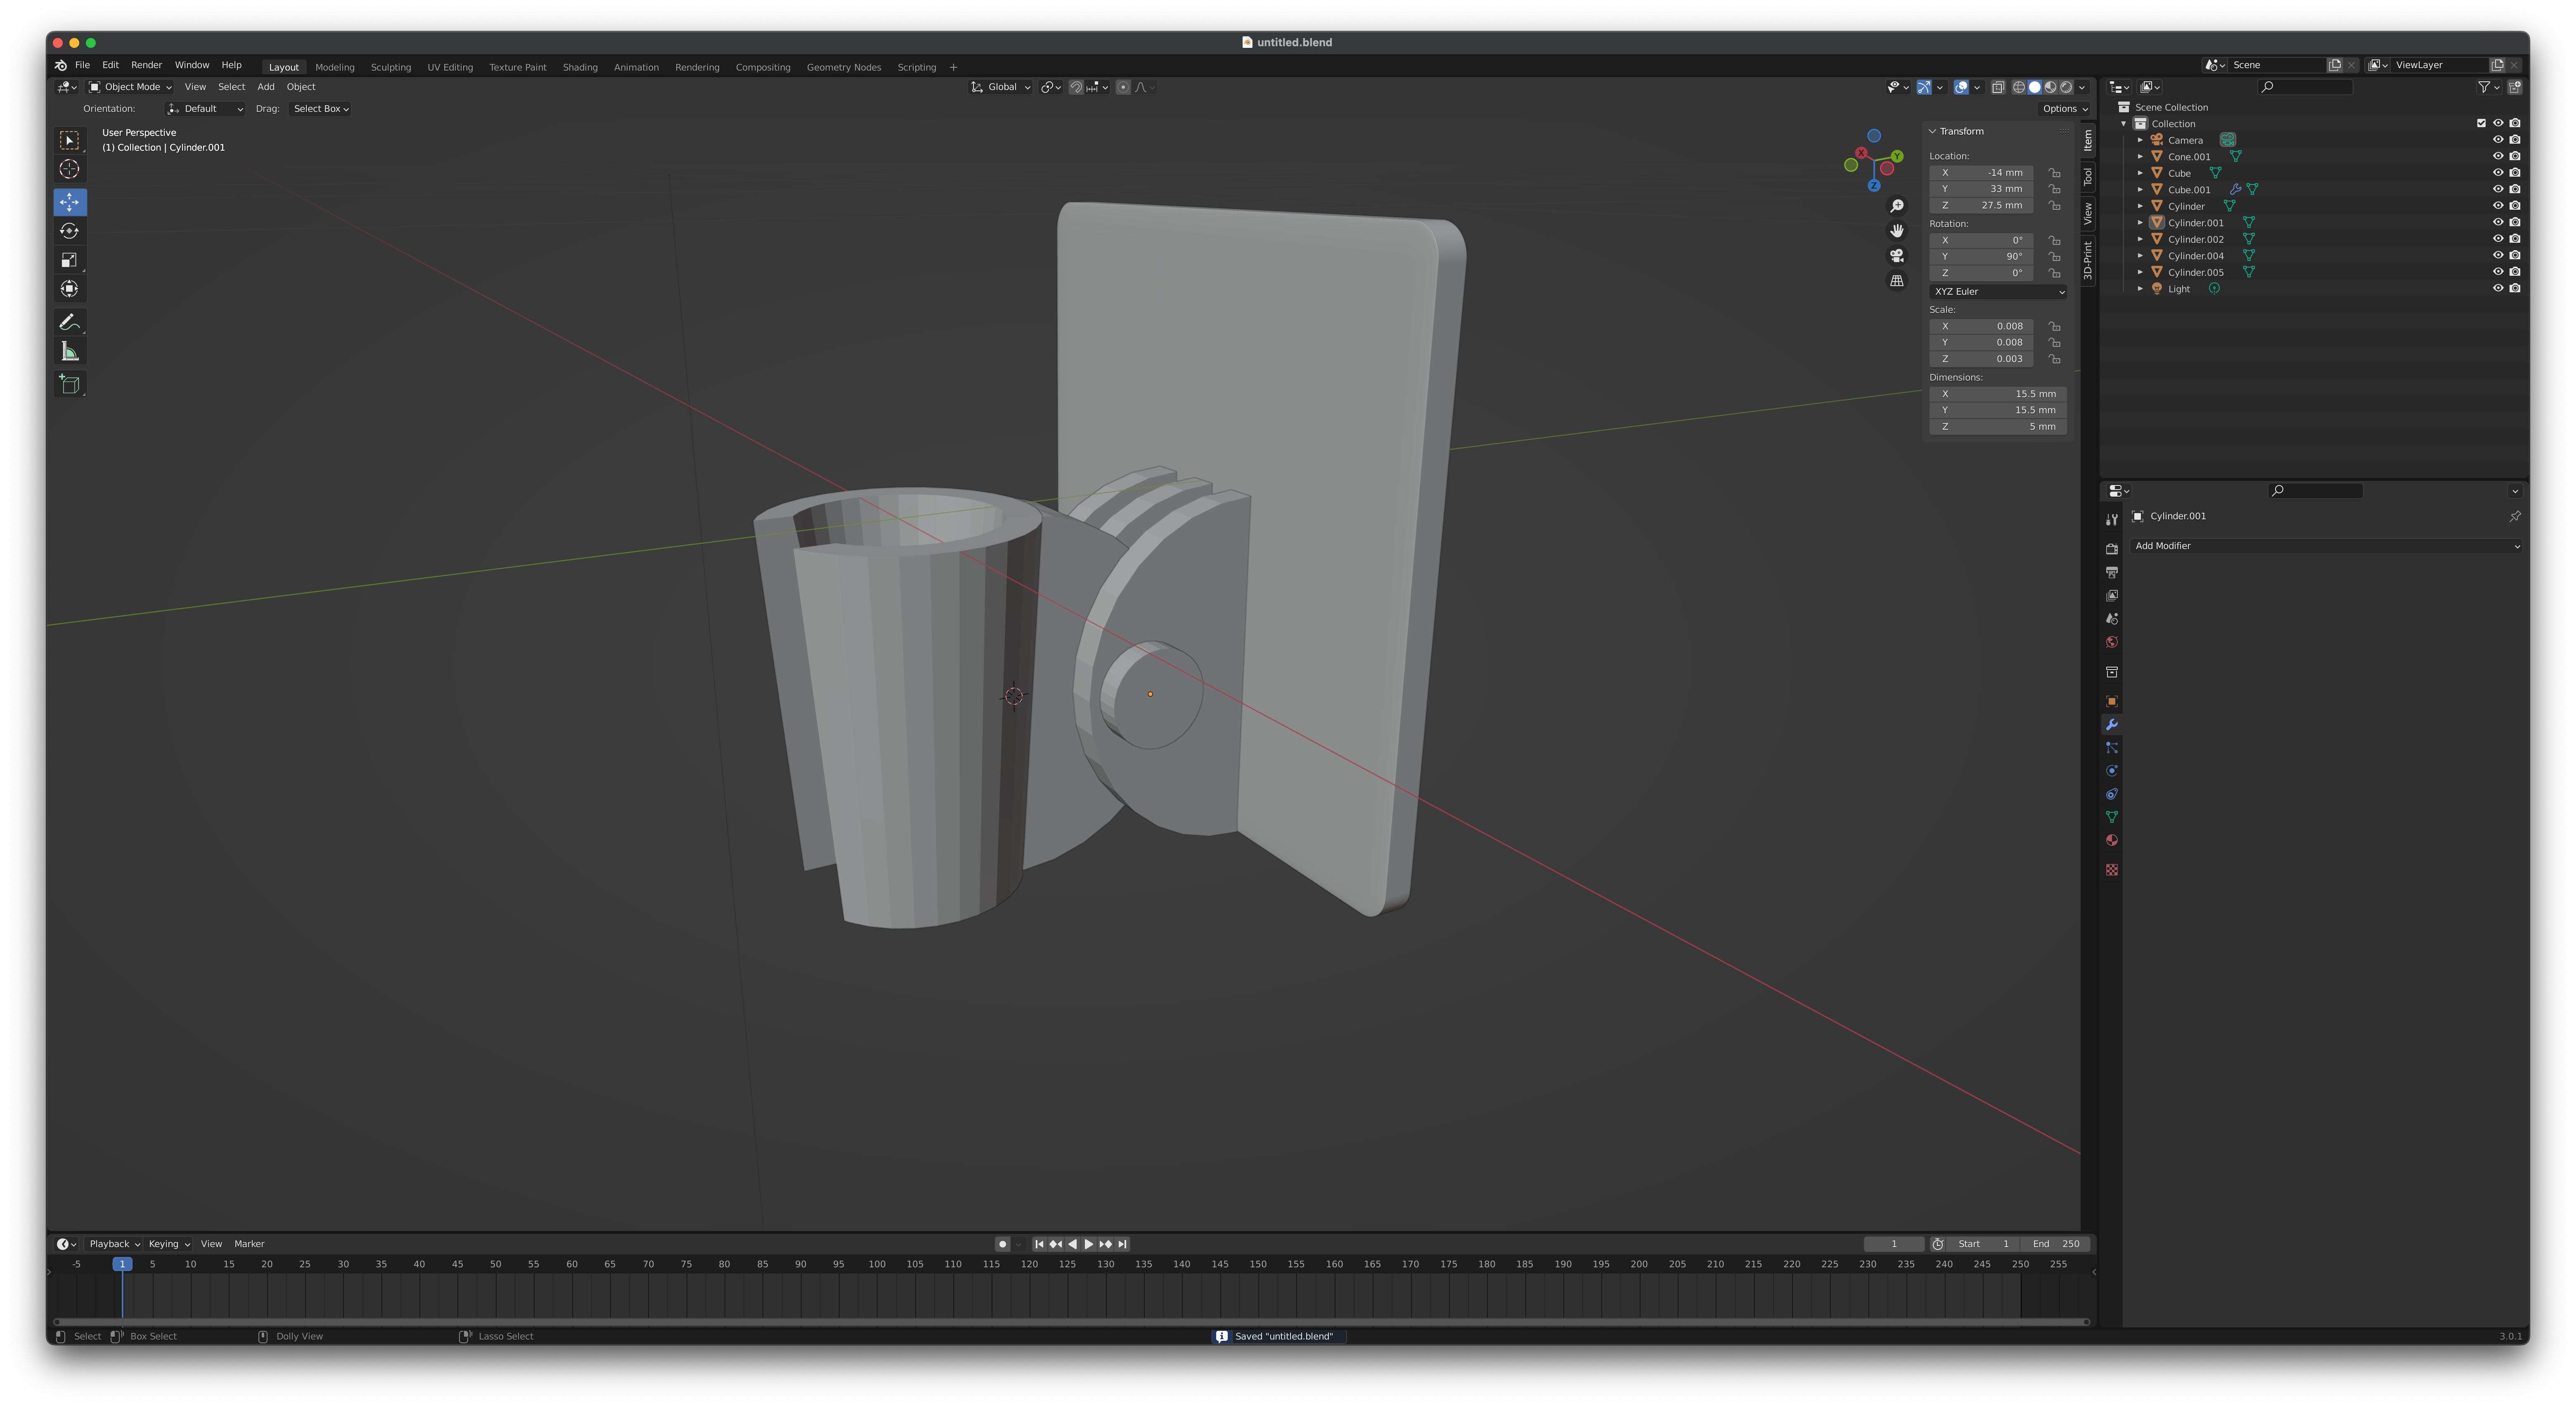 untitled.blend
File Edit Render Window Help Layout Modeling Sculpting UV Editing Texture Paint Shading Animation Rendering Compositing Geometry Nodes Scripting + Scene ViewLayer
Object Mode View Select Add Object Global
Orientation: Default Drag: Select Box Options
User Perspective
(1) Collection | Cylinder.001
X
Y
Z
Transform
Location:
X -14 mm
Y 33 mm
Z 27.5 mm
Rotation:
X 0°
Y 90°
Z 0°
XYZ Euler
Scale:
X 0.008
Y 0.008
Z 0.003
Dimensions:
X 15.5 mm
Y 15.5 mm
Z 5 mm
Item
Tool
View
3D-Print
Scene Collection
Collection
Camera
Cone.001
Cube
Cube.001
Cylinder
Cylinder.001
Cylinder.002
Cylinder.004
Cylinder.005
Light
Cylinder.001
Add Modifier
Playback Keying View Marker 1 Start 1 End 250
-5 1 5 10 15 20 25 30 35 40 45 50 55 60 65 70 75 80 85 90 95 100 105 110 115 120 125 130 135 140 145 150 155 160 165 170 175 180 185 190 195 200 205 210 215 220 225 230 235 240 245 250 255
Select Box Select Dolly View Lasso Select Saved "untitled.blend" 3.0.1